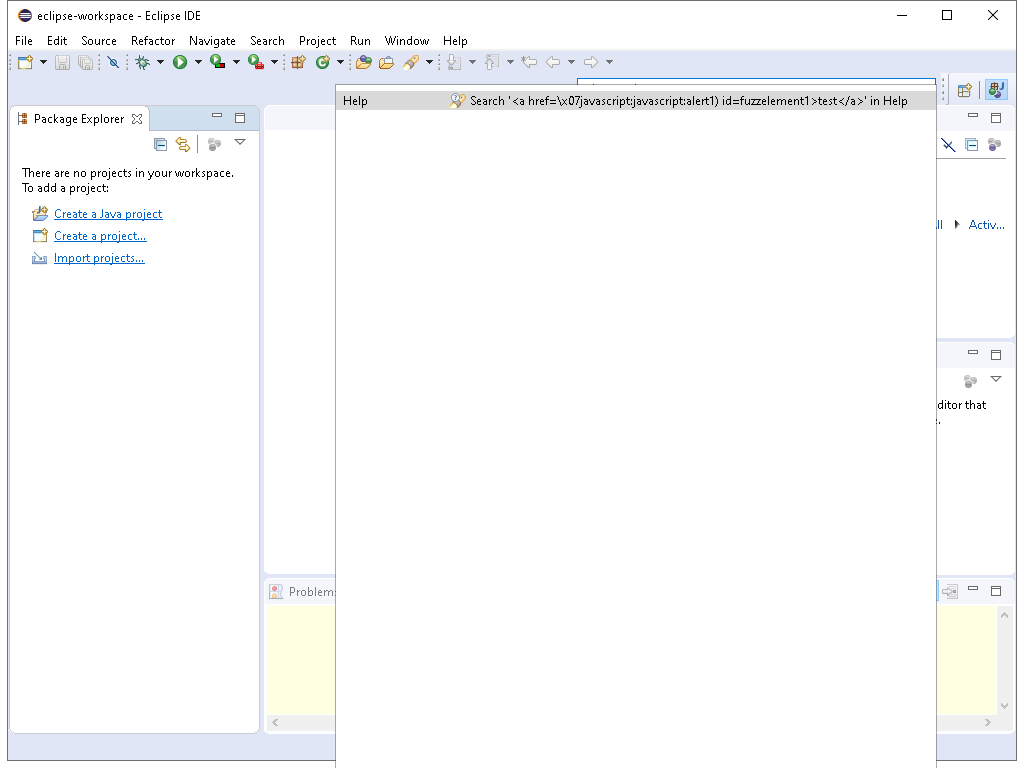 eclipse-workspace - Eclipse IDE
File Edit Source Refactor Navigate Search Project Run Window Help
Help Search '<a href=\x07javascript:javascript:alert1) id=fuzzelement1>test</a>' in Help
Package Explorer
There are no projects in your workspace.
To add a project:
Create a Java project
Create a project...
Import projects...
Activ...
ditor that
Problem